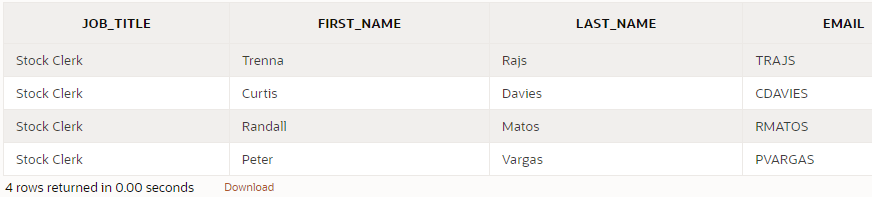 JOB_TITLE FIRST_NAME LAST_NAME EMAIL
Stock Clerk Trenna Rajs TRAJS
Stock Clerk Curtis Davies CDAVIES
Stock Clerk Randall Matos RMATOS
Stock Clerk Peter Vargas PVARGAS
4 rows returned in 0.00 seconds Download